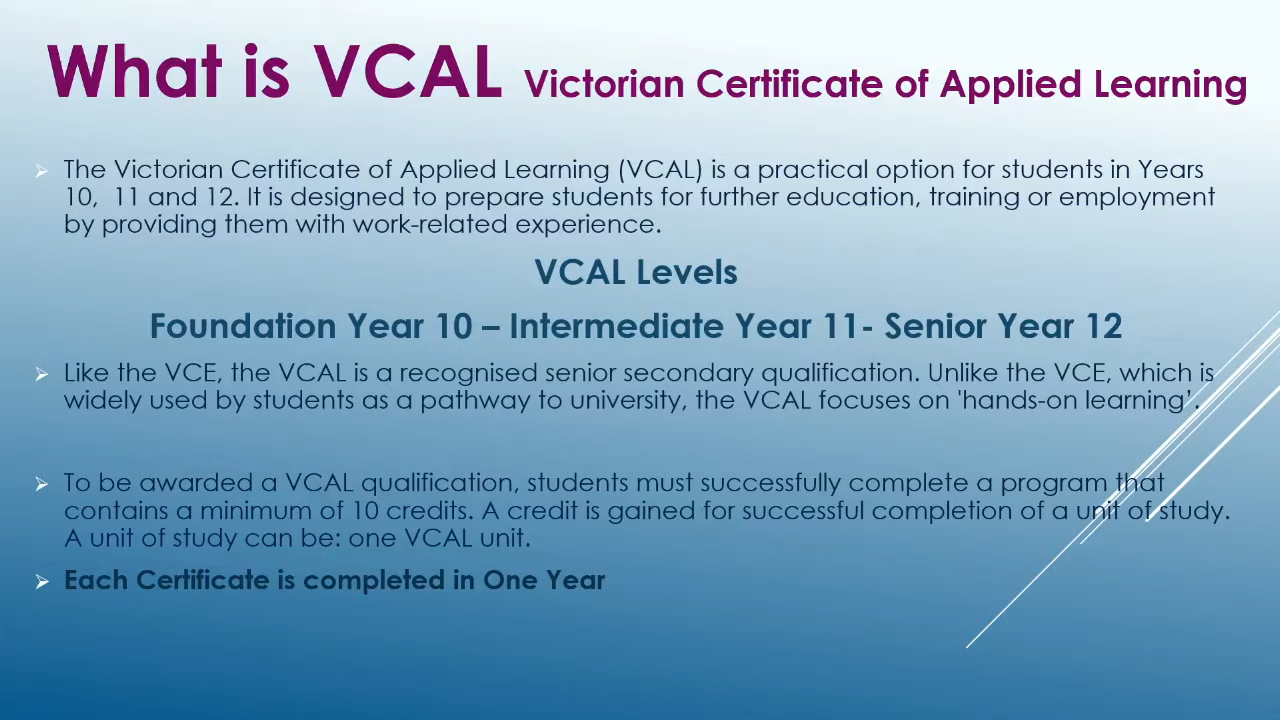 What is VCAL Victorian Certificate of Applied Learning
The Victorian Certificate of Applied Learning (VCAL) is a practical option for students in Years
10,  11 and 12. It is designed to prepare students for further education, training or employment
by providing them with work-related experience.
VCAL Levels
Foundation Year 10 – Intermediate Year 11- Senior Year 12
Like the VCE, the VCAL is a recognised senior secondary qualification. Unlike the VCE, which is
widely used by students as a pathway to university, the VCAL focuses on 'hands-on learning’.
To be awarded a VCAL qualification, students must successfully complete a program that
contains a minimum of 10 credits. A credit is gained for successful completion of a unit of study.
A unit of study can be: one VCAL unit.
Each Certificate is completed in One Year